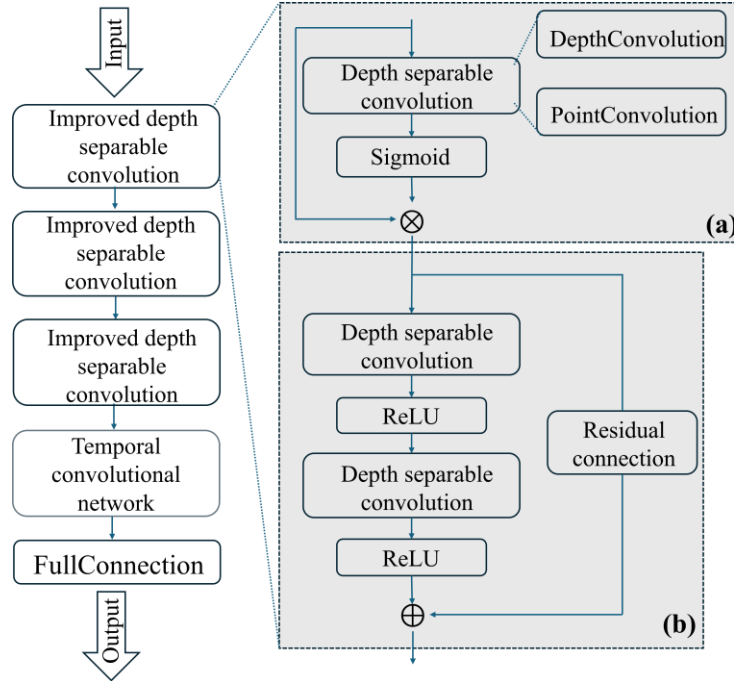 Input
Improved depth
separable
convolution
Improved depth
separable
convolution
Improved depth
separable
convolution
Temporal
convolutional
network
FullConnection
Output
Depth separable
convolution
Sigmoid
DepthConvolution
PointConvolution
(a)
Depth separable
convolution
ReLU
Depth separable
convolution
ReLU
Residual
connection
(b)